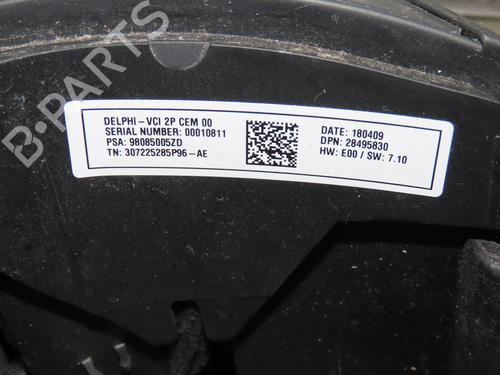 B-PARTS
DELPHI-VCI 2P CEM 00
SERIAL NUMBER: 00010811
PSA: 98085005ZD
TN: 307225285P96-AE
DATE: 180409
DPN: 28495830
HW: E00 / SW: 7.10